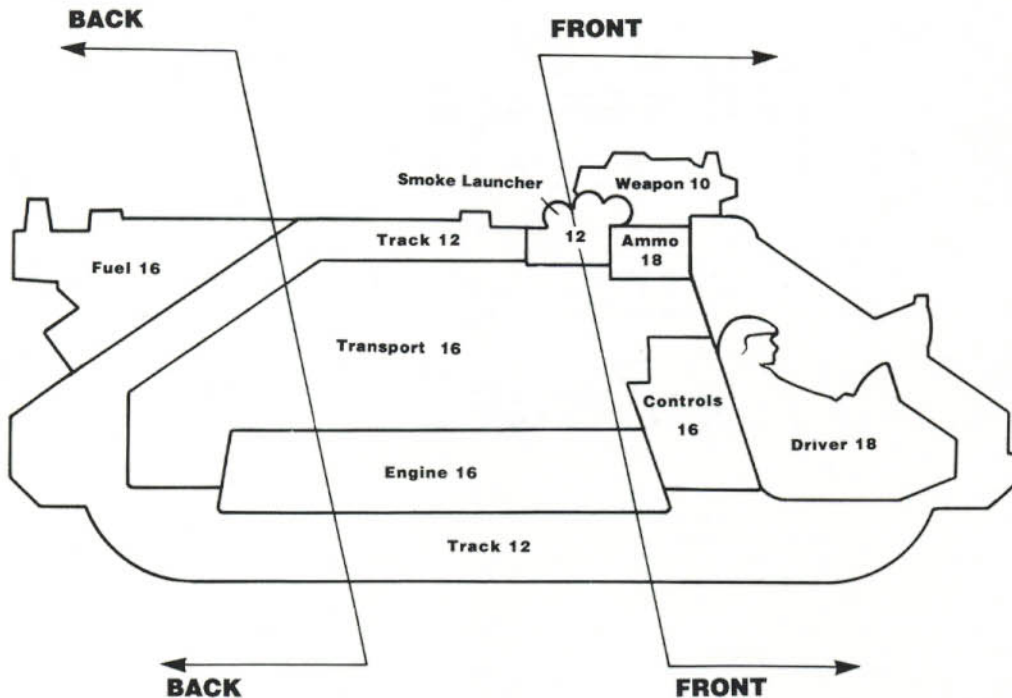 BACK
FRONT
Smoke Launcher
Weapon 10
Track 12
12
Ammo
18
Fuel 16
Transport 16
Controls
16
Driver 18
Engine 16
Track 12
BACK
FRONT